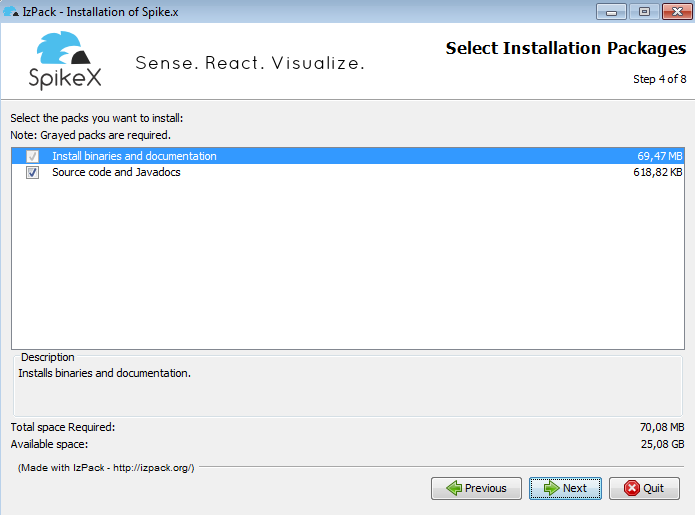 IzPack - Installation of Spike.x
SpikeX
Sense. React. Visualize.
Select Installation Packages
Step 4 of 8
Select the packs you want to install:
Note: Grayed packs are required.
Install binaries and documentation 69,47 MB
Source code and Javadocs 618,82 KB
Description
Installs binaries and documentation.
Total space Required: 70,08 MB
Available space: 25,08 GB
(Made with IzPack - http://izpack.org/)
Previous Next Quit